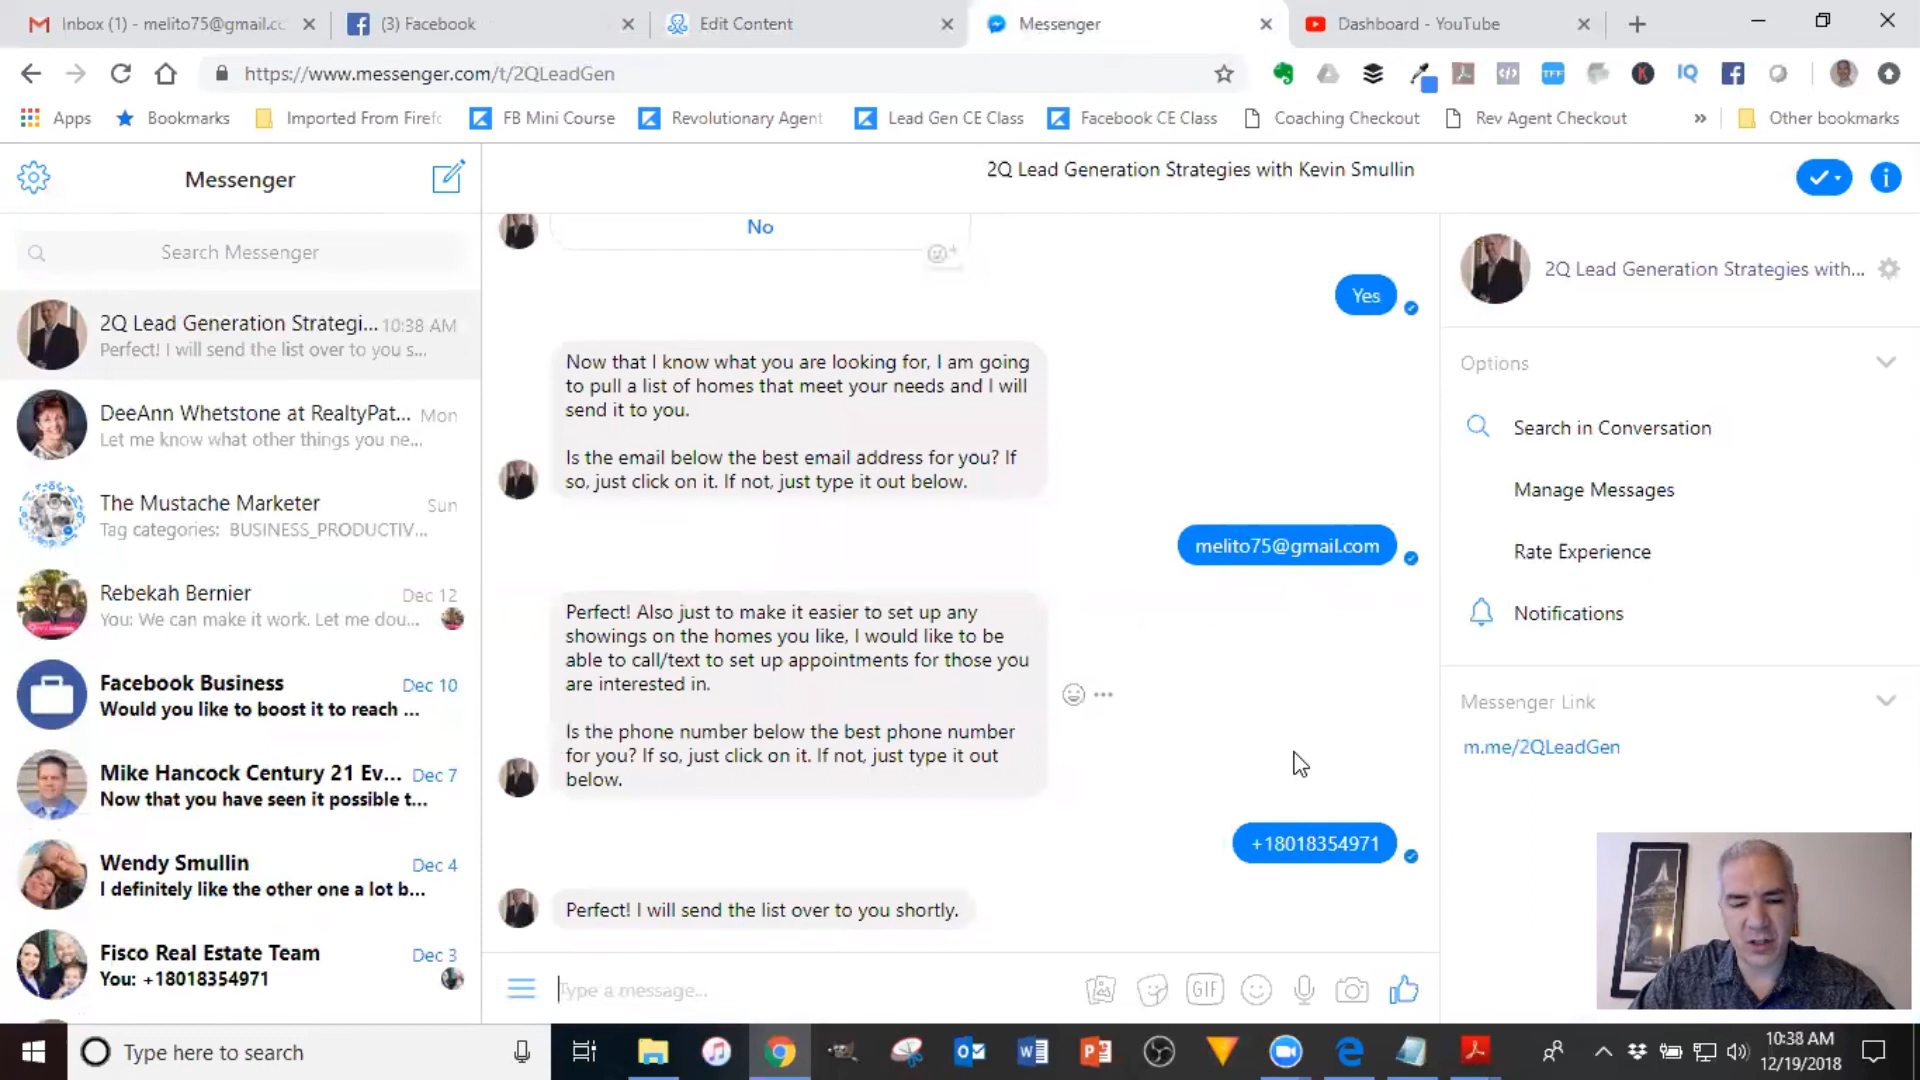 Inbox (1) - melito75@gmail.cc
(3) Facebook
Edit Content
Messenger
Dashboard - YouTube
https://www.messenger.com/t/2QLeadGen
Apps
Bookmarks
Imported From Firefo
FB Mini Course
Revolutionary Agent
Lead Gen CE Class
Facebook CE Class
Coaching Checkout
Rev Agent Checkout
Other bookmarks
Messenger
Search Messenger
2Q Lead Generation Strategi... 10:38 AM
Perfect! I will send the list over to you s...
DeeAnn Whetstone at RealtyPat... Mon
Let me know what other things you ne...
The Mustache Marketer Sun
Tag categories: BUSINESS_PRODUCTIV...
Rebekah Bernier Dec 12
You: We can make it work. Let me dou...
Facebook Business Dec 10
Would you like to boost it to reach ...
Mike Hancock Century 21 Ev... Dec 7
Now that you have seen it possible t...
Wendy Smullin Dec 4
I definitely like the other one a lot b...
Fisco Real Estate Team Dec 3
You: +18018354971
2Q Lead Generation Strategies with Kevin Smullin
No
Yes
Now that I know what you are looking for, I am going
to pull a list of homes that meet your needs and I will
send it to you.
Is the email below the best email address for you? If
so, just click on it. If not, just type it out below.
melito75@gmail.com
Perfect! Also just to make it easier to set up any
showings on the homes you like, I would like to be
able to call/text to set up appointments for those you
are interested in.
Is the phone number below the best phone number
for you? If so, just click on it. If not, just type it out
below.
+18018354971
Perfect! I will send the list over to you shortly.
Type a message...
GIF
2Q Lead Generation Strategies with...
Options
Search in Conversation
Manage Messages
Rate Experience
Notifications
Messenger Link
m.me/2QLeadGen
Type here to search
10:38 AM
12/19/2018